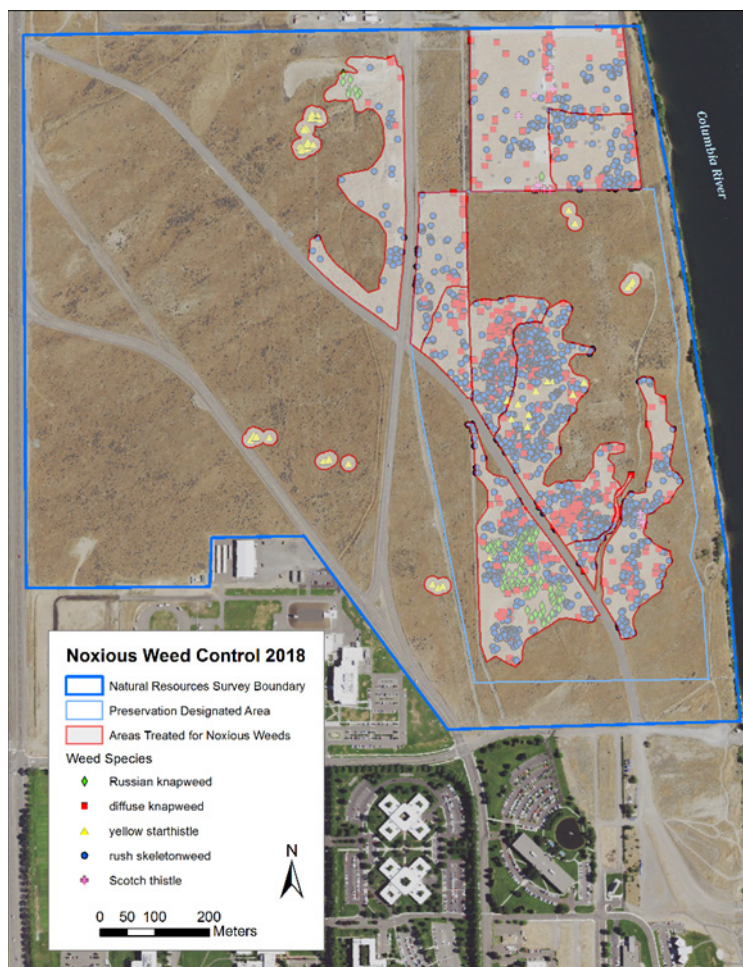 Columbia River
Noxious Weed Control 2018
Natural Resources Survey Boundary
Preservation Designated Area
Areas Treated for Noxious Weeds
Weed Species
Russian knapweed
diffuse knapweed
yellow starthistle
rush skeletonweed
Scotch thistle
N
0 50 100 200
Meters